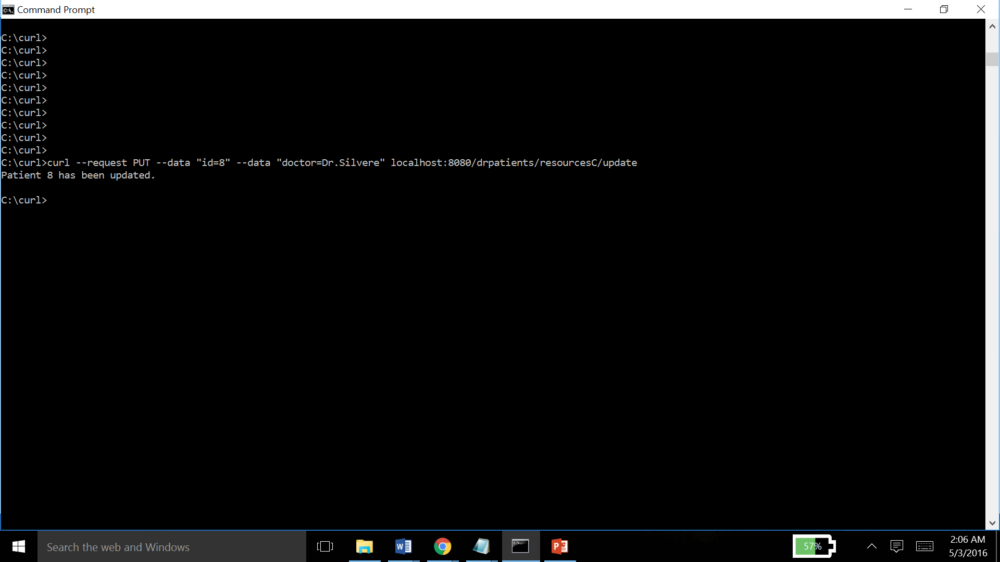 Command Prompt
C:\curl>
C:\curl>
C:\curl>
C:\curl>
C:\curl>
C:\curl>
C:\curl>
C:\curl>
C:\curl>
C:\curl>
C:\curl>curl --request PUT --data "id=8" --data "doctor=Dr.Silvere" localhost:8080/drpatients/resourcesC/update
Patient 8 has been updated.
C:\curl>
Search the web and Windows
57%
2:06 AM
5/3/2016